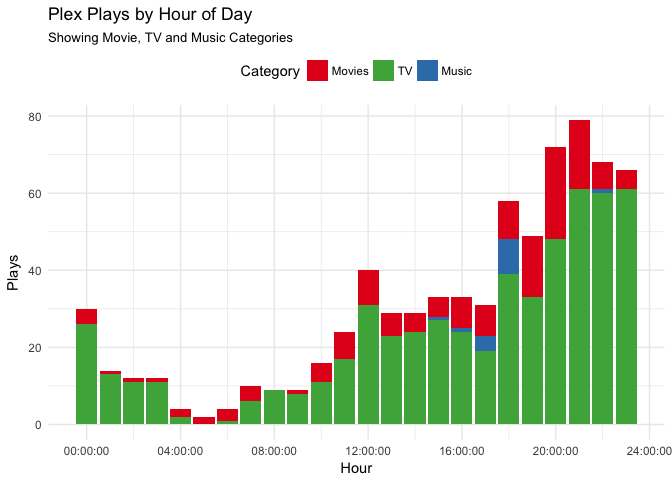 Plex Plays by Hour of Day
Showing Movie, TV and Music Categories
Category Movies TV Music
80
60
40
20
0
Plays
00:00:00 04:00:00 08:00:00 12:00:00 16:00:00 20:00:00 24:00:00
Hour